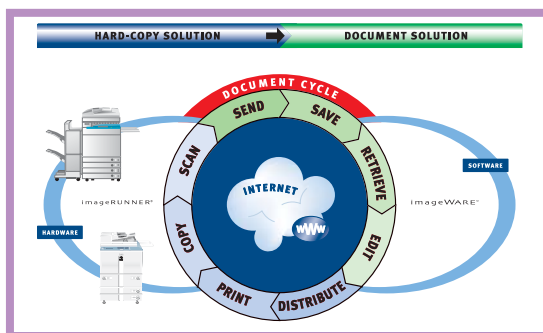 HARD-COPY SOLUTION
DOCUMENT SOLUTION
DOCUMENT CYCLE
SEND
SAVE
RETRIEVE
EDIT
DISTRIBUTE
PRINT
COPY
SCAN
INTERNET
WWW
imageRUNNER®
HARDWARE
SOFTWARE
imageWARE™